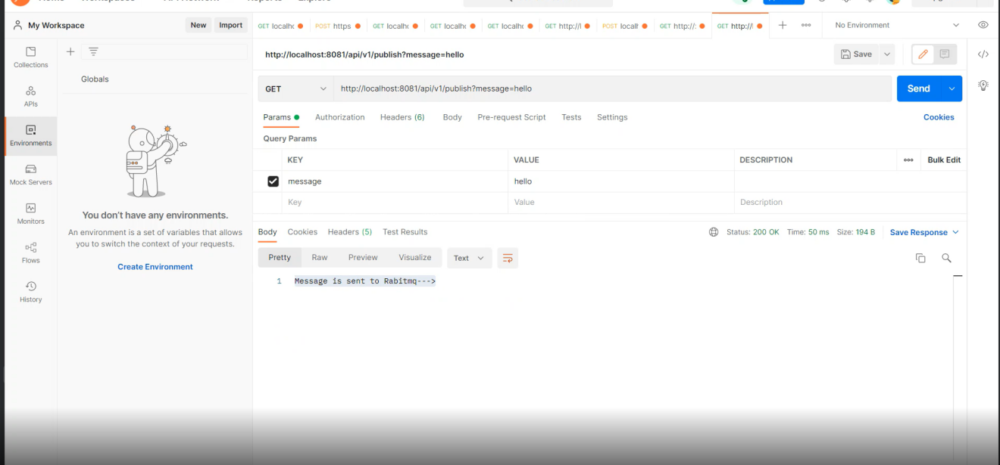 Home Workspaces API Network Reports Explore
My Workspace New Import
GET localhc POST https GET localhc GET localhc GET localhc GET http://l POST localh GET http://: GET http://l No Environment
Collections
APIs
Environments
Mock Servers
Monitors
Flows
History
Globals
You don't have any environments.
An environment is a set of variables that allows
you to switch the context of your requests.
Create Environment
http://localhost:8081/api/v1/publish?message=hello Save
GET http://localhost:8081/api/v1/publish?message=hello Send
Params Authorization Headers (6) Body Pre-request Script Tests Settings Cookies
Query Params
KEY VALUE DESCRIPTION Bulk Edit
message hello
Key Value Description
Body Cookies Headers (5) Test Results Status: 200 OK Time: 50 ms Size: 194 B Save Response
Pretty Raw Preview Visualize Text
1 Message is sent to Rabitmq--->